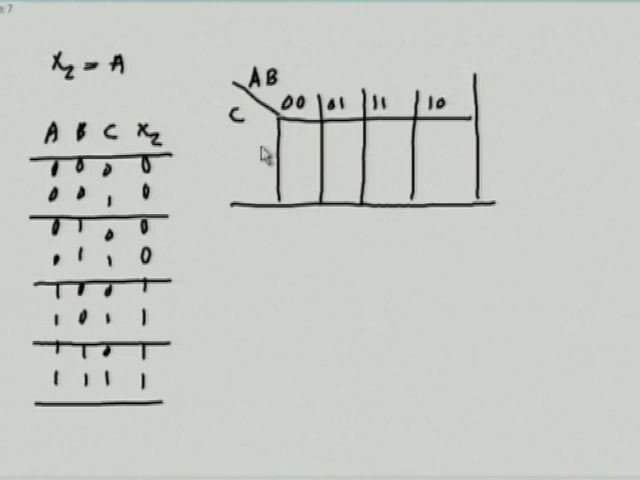 X2 = A
A B C X2
0 0 0 0
0 0 1 0
0 1 0 0
0 1 1 0
1 0 0 1
1 0 1 1
1 1 0 1
1 1 1 1
AB
C
00 01 11 10